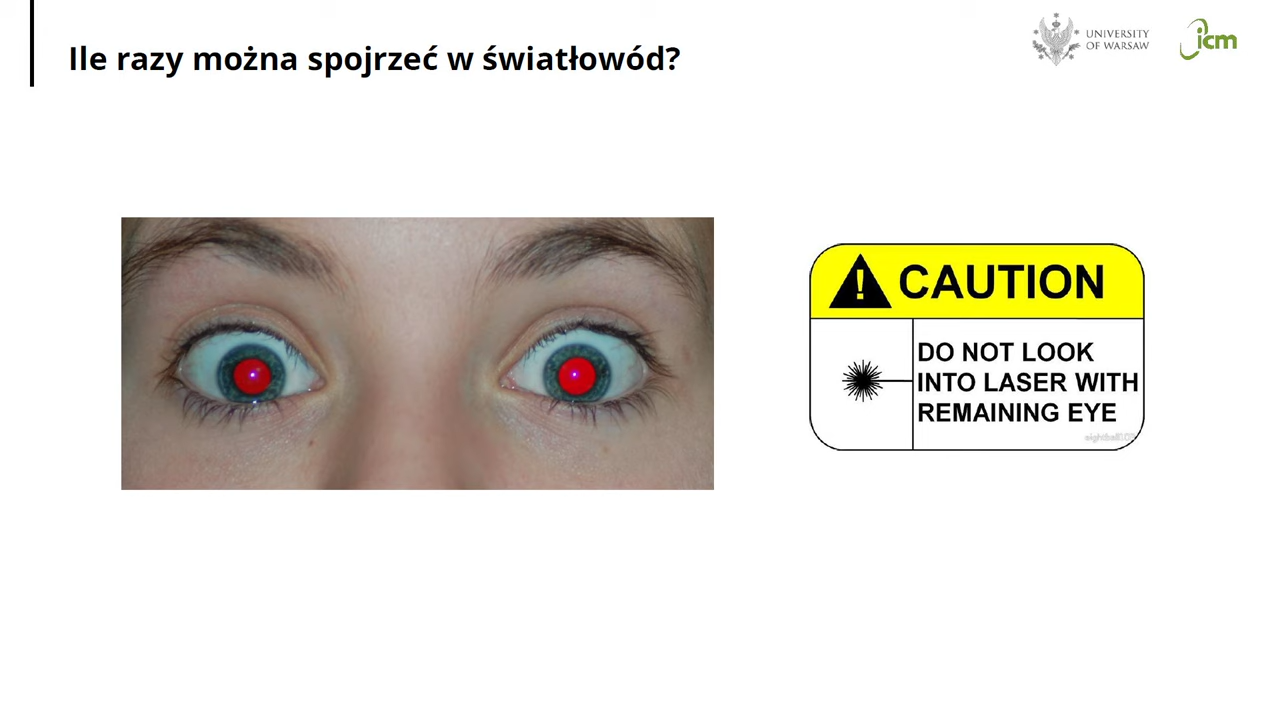 Ile razy można spojrzeć w światłowód?
UNIVERSITY
OF WARSAW
icm
! CAUTION
DO NOT LOOK
INTO LASER WITH
REMAINING EYE